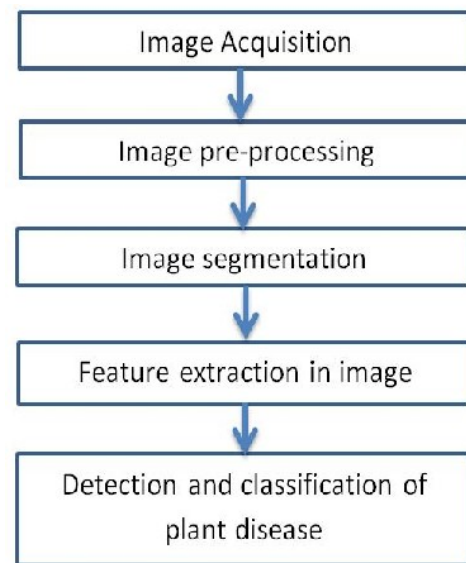 Image Acquisition
Image pre-processing
Image segmentation
Feature extraction in image
Detection and classification of
plant disease